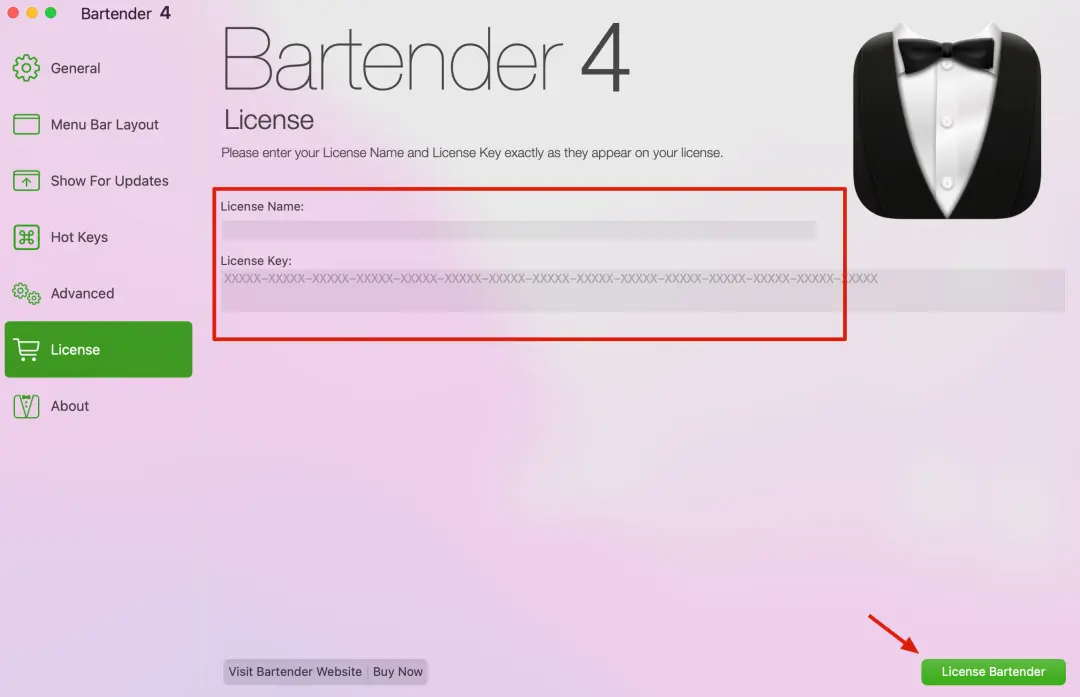 Bartender 4
General
Menu Bar Layout
Show For Updates
Hot Keys
Advanced
License
About
Bartender 4
License
Please enter your License Name and License Key exactly as they appear on your license.
License Name:
License Key:
XXXXX-XXXXX-XXXXX-XXXXX-XXXXX-XXXXX-XXXXX-XXXXX-XXXXX-XXXXX-XXXXX-XXXXX-XXXXX-XXXXX-XXXXX
Visit Bartender Website Buy Now
License Bartender